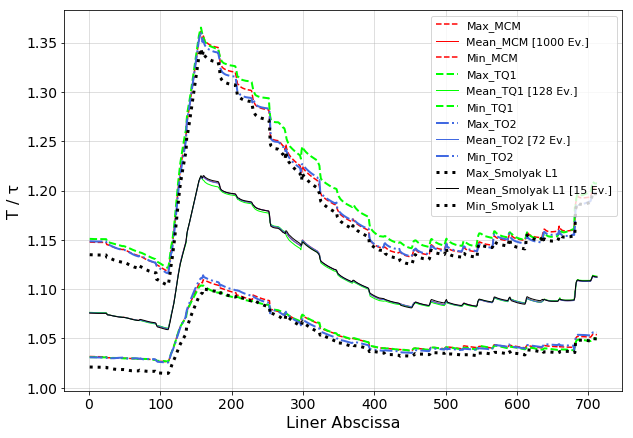 1.35
1.30
1.25
1.20
1.15
1.10
1.05
1.00
T / τ
0
100
200
300
400
500
600
700
Liner Abscissa
Max_MCM
Mean_MCM [1000 Ev.]
Min_MCM
Max_TQ1
Mean_TQ1 [128 Ev.]
Min_TQ1
Max_TO2
Mean_TO2 [72 Ev.]
Min_TO2
Max_Smolyak L1
Mean_Smolyak L1 [15 Ev.]
Min_Smolyak L1